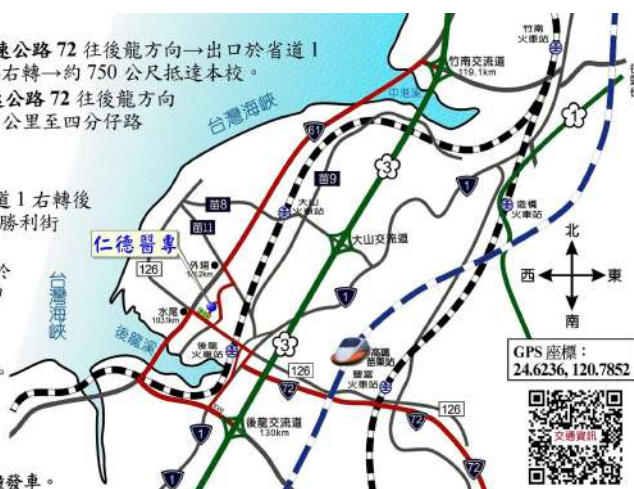 速公路 72 往後龍方向→出口於省道 1
右轉→約 750 公尺抵達本校。
公路 72 往後龍方向
公里至四分仔路
道 1 右轉後
勝利街
於
。
發車。
台灣海峽
台灣海峽
竹南
火車站
竹南交流道
119.1km
中港溪
61
3
1
苗9
苗8
苗11
大山
火車站
1
造橋
火車站
大山交流道
仁德醫專
外埔
126
水尾
103.5km
後龍溪
後龍
火車站
1
3
高鐵
苗栗站
豐富
火車站
126
72
126
72
72
後龍交流道
130km
1
1
北
西
東
南
GPS 座標：
24.6236, 120.7852
交通資訊